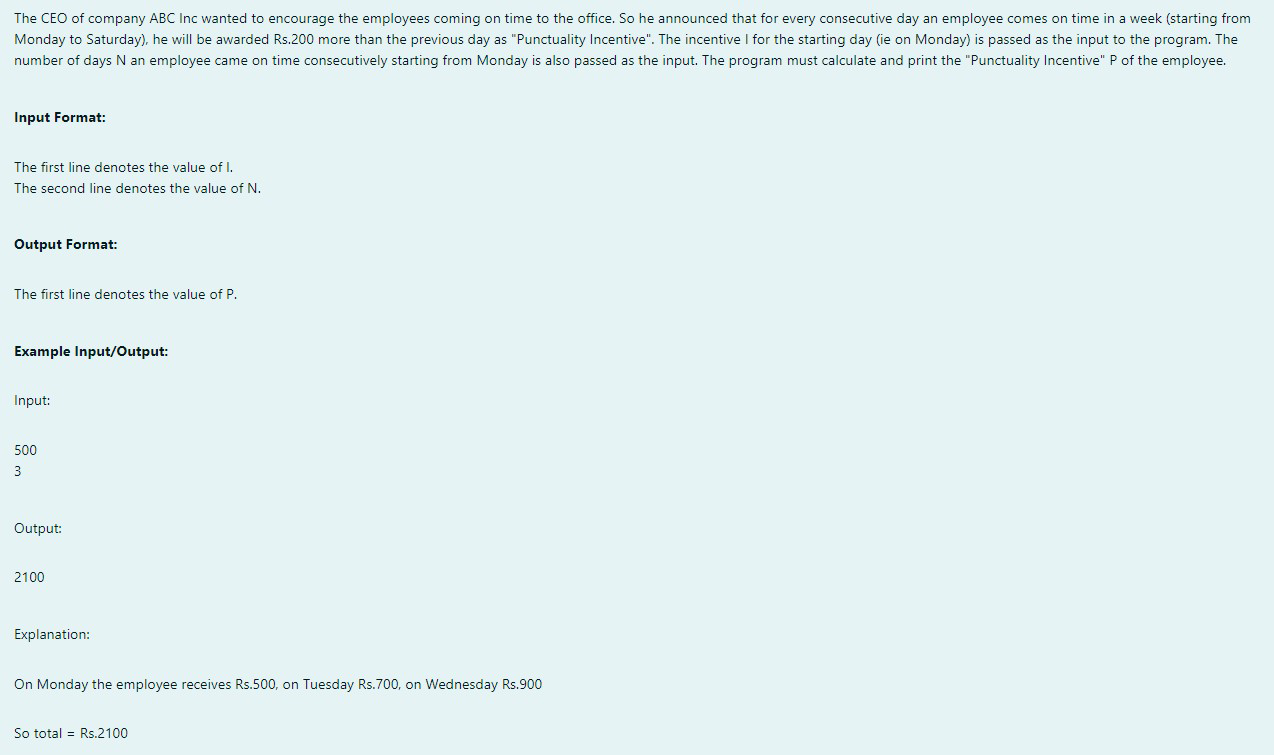 The CEO of company ABC Inc wanted to encourage the employees coming on time to the office. So he announced that for every consecutive day an employee comes on time in a week (starting from
Monday to Saturday), he will be awarded Rs.200 more than the previous day as "Punctuality Incentive". The incentive I for the starting day (ie on Monday) is passed as the input to the program. The
number of days N an employee came on time consecutively starting from Monday is also passed as the input. The program must calculate and print the "Punctuality Incentive" P of the employee.
Input Format:
The first line denotes the value of I.
The second line denotes the value of N.
Output Format:
The first line denotes the value of P.
Example Input/Output:
Input:
500
3
Output:
2100
Explanation:
On Monday the employee receives Rs.500, on Tuesday Rs.700, on Wednesday Rs.900
So total = Rs.2100